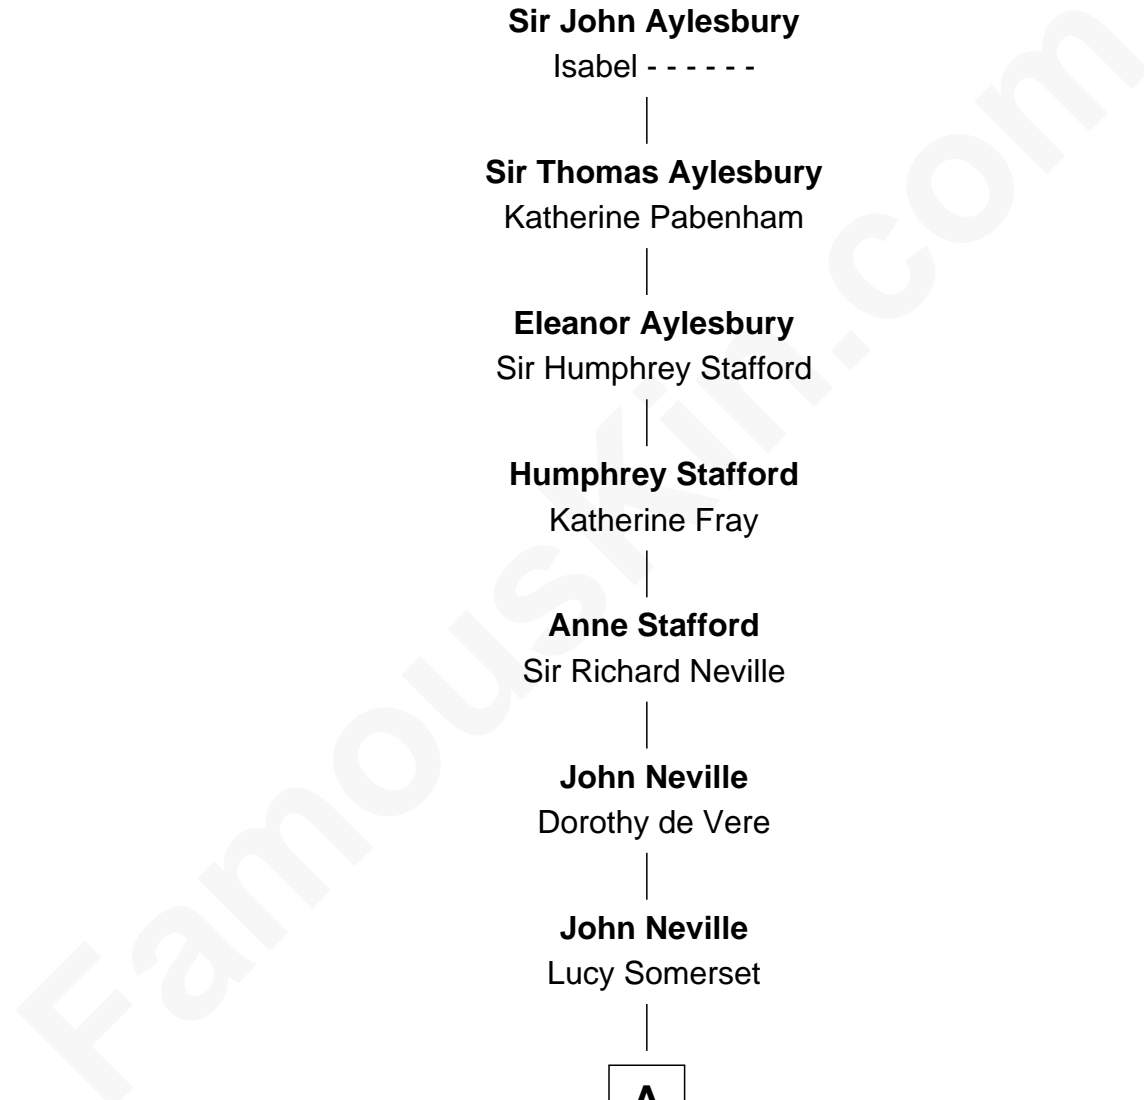 Sir John Aylesbury
Isabel - - - - - -
Sir Thomas Aylesbury
Katherine Pabenham
Eleanor Aylesbury
Sir Humphrey Stafford
Humphrey Stafford
Katherine Fray
Anne Stafford
Sir Richard Neville
John Neville
Dorothy de Vere
John Neville
Lucy Somerset
A
FamousKin.com